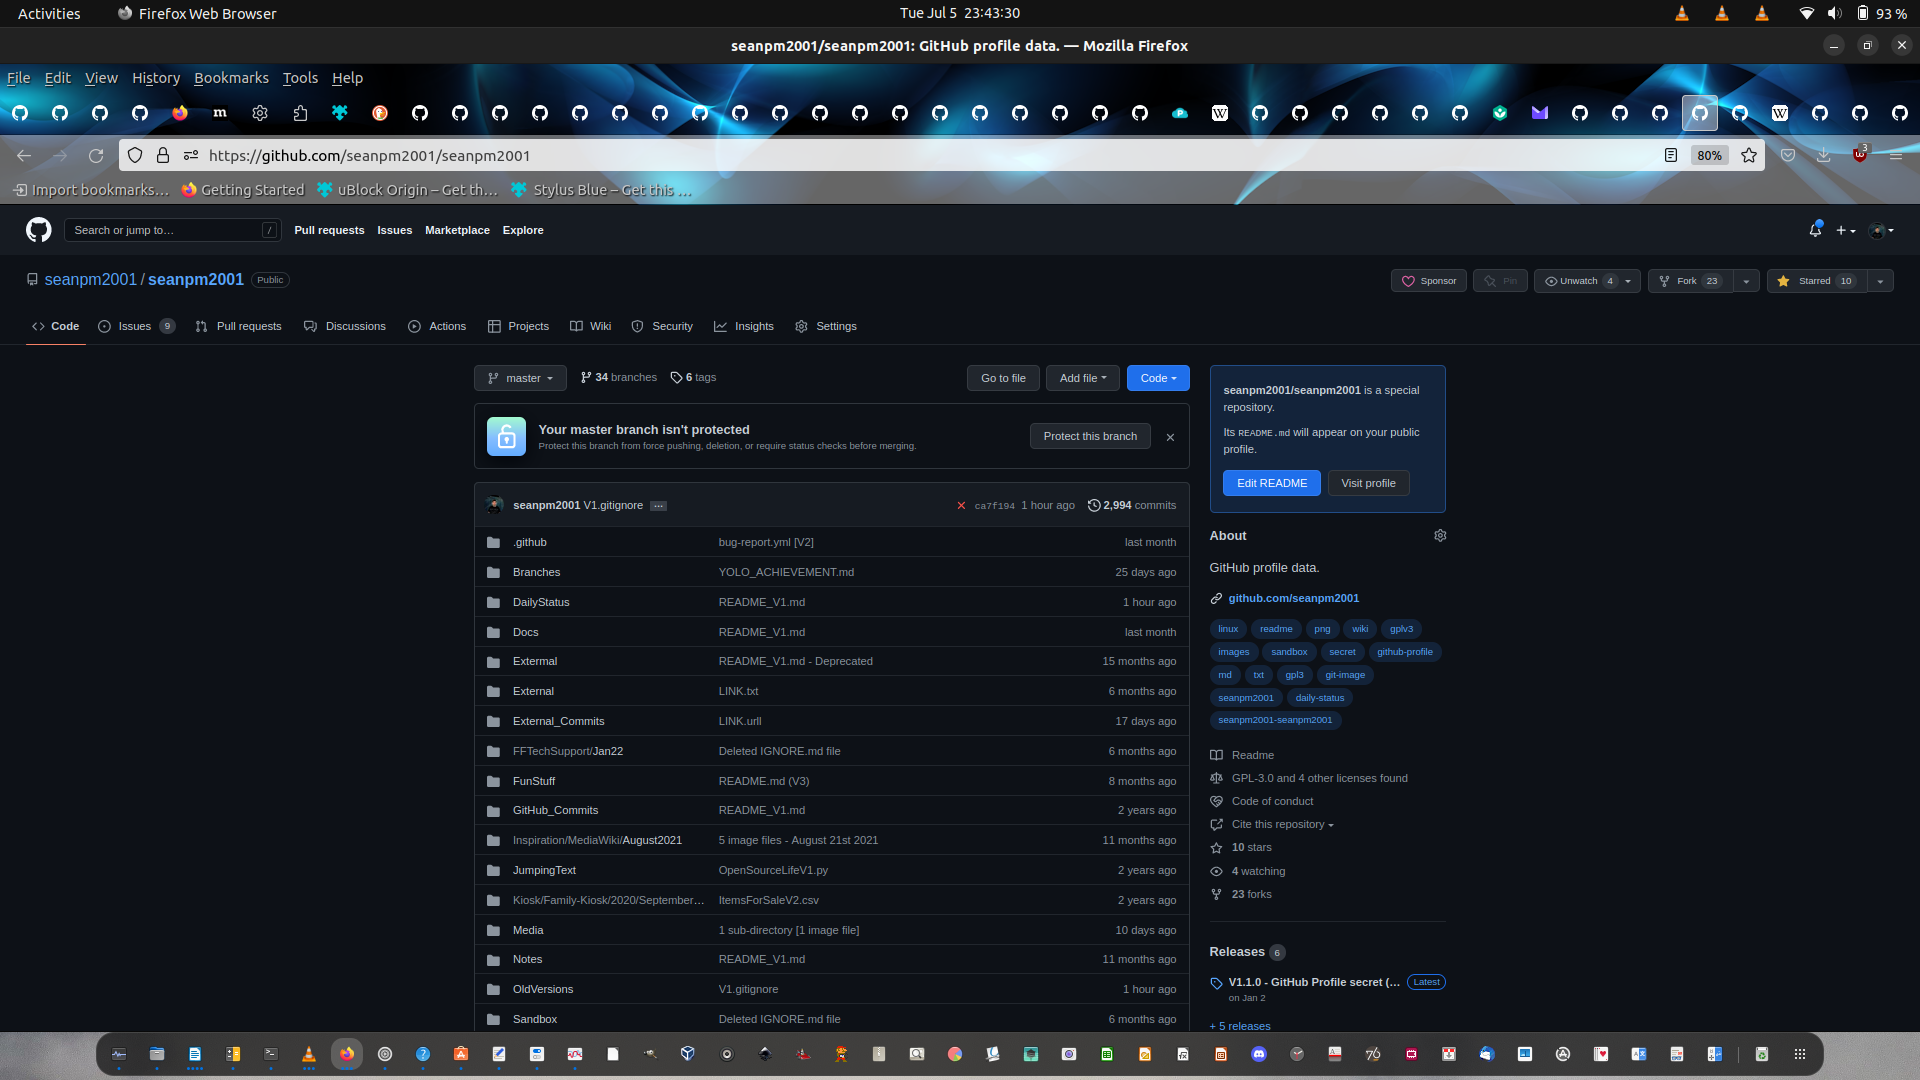 Activities
Firefox Web Browser
Tue Jul 5  23:43:30
93 %
seanpm2001/seanpm2001: GitHub profile data. — Mozilla Firefox
File Edit View History Bookmarks Tools Help
https://github.com/seanpm2001/seanpm2001
80%
3
Import bookmarks…
Getting Started
uBlock Origin – Get th…
Stylus Blue – Get this …
Search or jump to… /
Pull requests Issues Marketplace Explore
seanpm2001 / seanpm2001 Public
Sponsor Pin Unwatch 4 Fork 23 Starred 10
Code Issues 9 Pull requests Discussions Actions Projects Wiki Security Insights Settings
master 34 branches 6 tags
Go to file Add file Code
Your master branch isn't protected
Protect this branch from force pushing, deletion, or require status checks before merging.
Protect this branch
seanpm2001 V1.gitignore … ca7f194 1 hour ago 2,994 commits
.github bug-report.yml [V2] last month
Branches YOLO_ACHIEVEMENT.md 25 days ago
DailyStatus README_V1.md 1 hour ago
Docs README_V1.md last month
Extermal README_V1.md - Deprecated 15 months ago
External LINK.txt 6 months ago
External_Commits LINK.urll 17 days ago
FFTechSupport/Jan22 Deleted IGNORE.md file 6 months ago
FunStuff README.md (V3) 8 months ago
GitHub_Commits README_V1.md 2 years ago
Inspiration/MediaWiki/August2021 5 image files - August 21st 2021 11 months ago
JumpingText OpenSourceLifeV1.py 2 years ago
Kiosk/Family-Kiosk/2020/September… ItemsForSaleV2.csv 2 years ago
Media 1 sub-directory [1 image file] 10 days ago
Notes README_V1.md 11 months ago
OldVersions V1.gitignore 1 hour ago
Sandbox Deleted IGNORE.md file 6 months ago
seanpm2001/seanpm2001 is a special
repository.
Its README.md will appear on your public
profile.
Edit README Visit profile
About
GitHub profile data.
github.com/seanpm2001
linux readme png wiki gplv3
images sandbox secret github-profile
md txt gpl3 git-image
seanpm2001 daily-status
seanpm2001-seanpm2001
Readme
GPL-3.0 and 4 other licenses found
Code of conduct
Cite this repository
10 stars
4 watching
23 forks
Releases 6
V1.1.0 - GitHub Profile secret (… Latest
on Jan 2
+ 5 releases